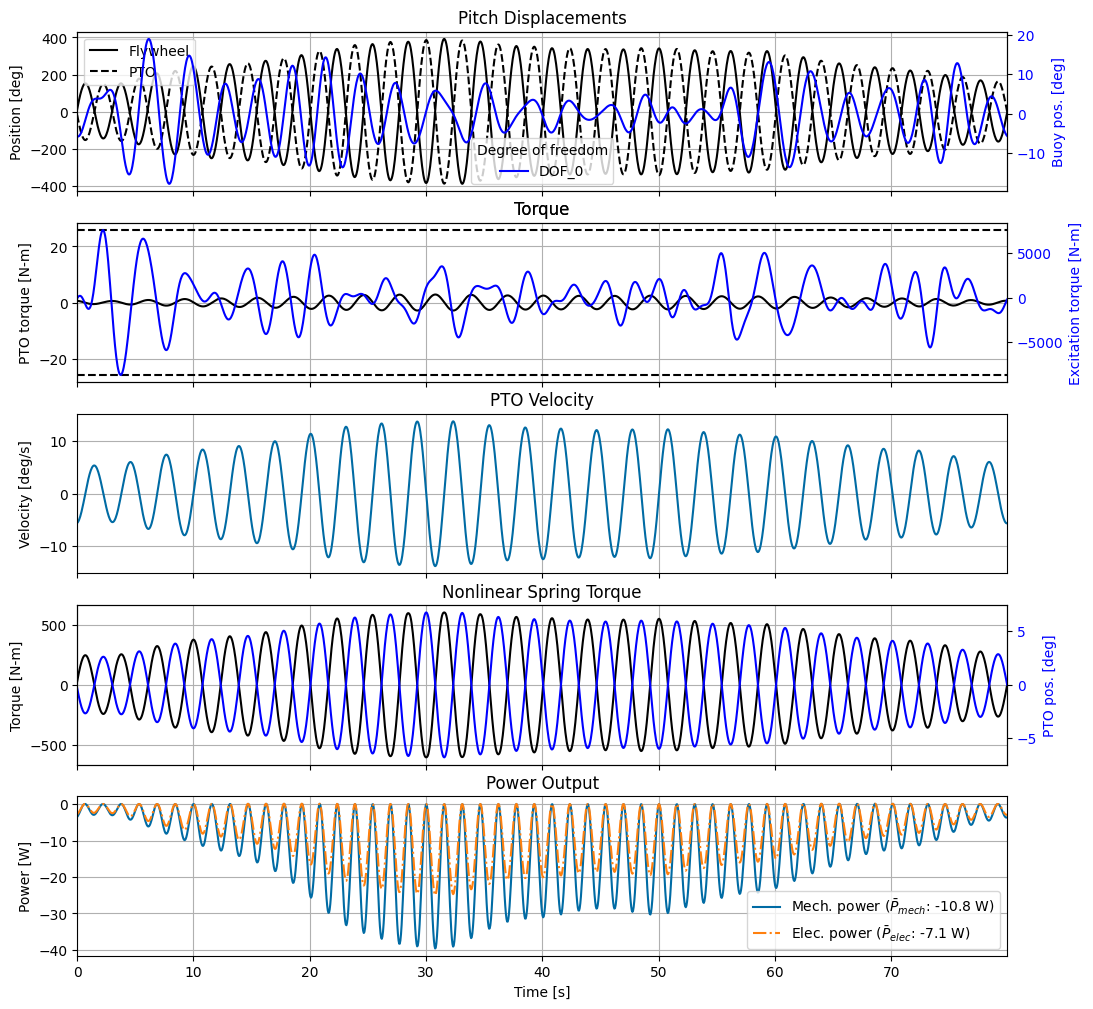 Pitch Displacements
Flywheel
PTO
Degree of freedom
DOF_0
Position [deg]
400
200
0
−200
−400
Buoy pos. [deg]
20
10
0
−10
Torque
PTO torque [N-m]
20
0
−20
Excitation torque [N-m]
5000
0
−5000
PTO Velocity
Velocity [deg/s]
10
0
−10
Nonlinear Spring Torque
Torque [N-m]
500
0
−500
PTO pos. [deg]
5
0
−5
Power Output
Power [W]
0
−10
−20
−30
−40
Mech. power (P̄mech: -10.8 W)
Elec. power (P̄elec: -7.1 W)
0 10 20 30 40 50 60 70
Time [s]